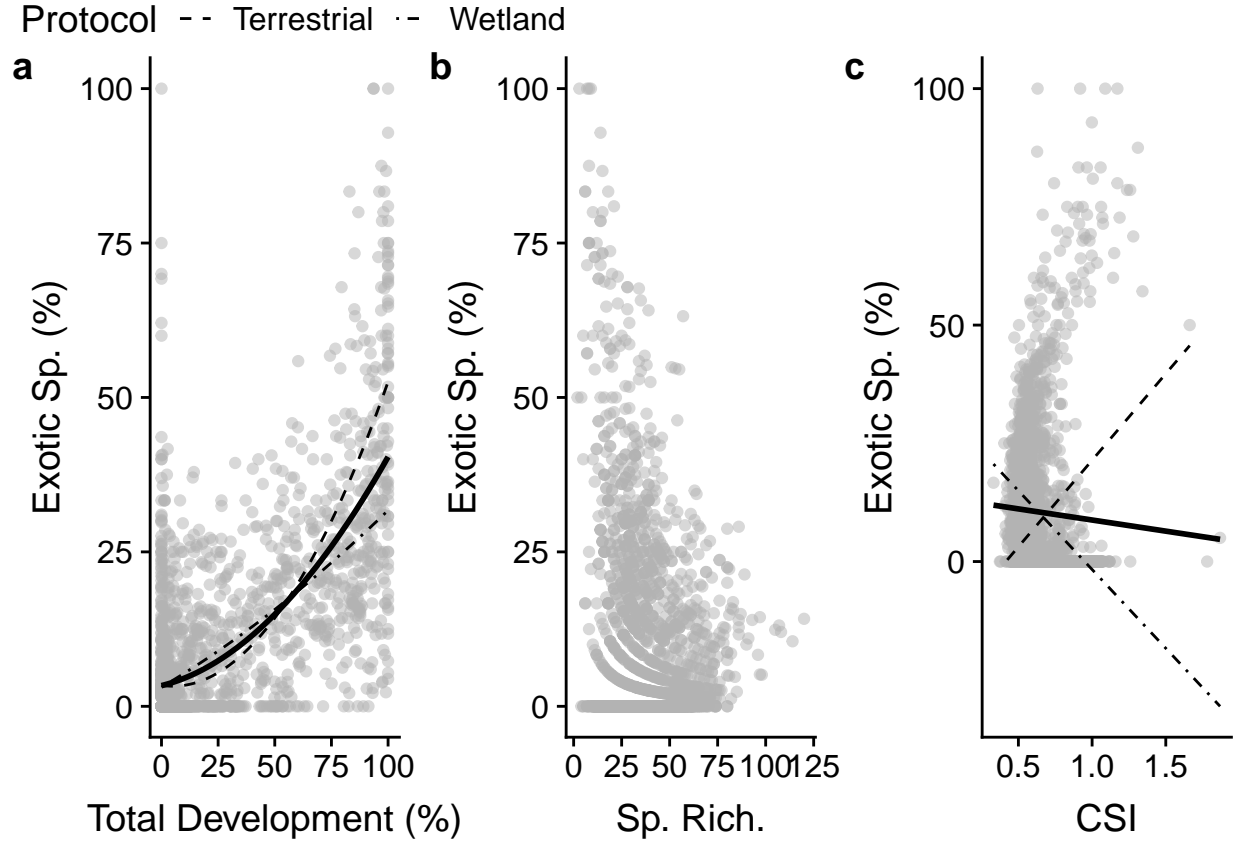 Protocol Terrestrial Wetland
a b c
100
75
50
25
0
Exotic Sp. (%)
0 25 50 75 100
Total Development (%)
100
75
50
25
0
Exotic Sp. (%)
0 25 50 75 100 125
Sp. Rich.
100
50
0
Exotic Sp. (%)
0.5 1.0 1.5
CSI